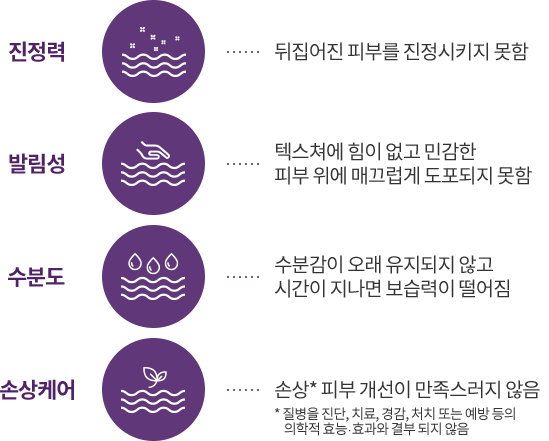 진정력
뒤집어진 피부를 진정시키지 못함
발림성
텍스쳐에 힘이 없고 민감한
피부 위에 매끄럽게 도포되지 못함
수분도
수분감이 오래 유지되지 않고
시간이 지나면 보습력이 떨어짐
손상케어
손상* 피부 개선이 만족스러지 않음
* 질병을 진단, 치료, 경감, 처치 또는 예방 등의
의학적 효능·효과와 결부 되지 않음